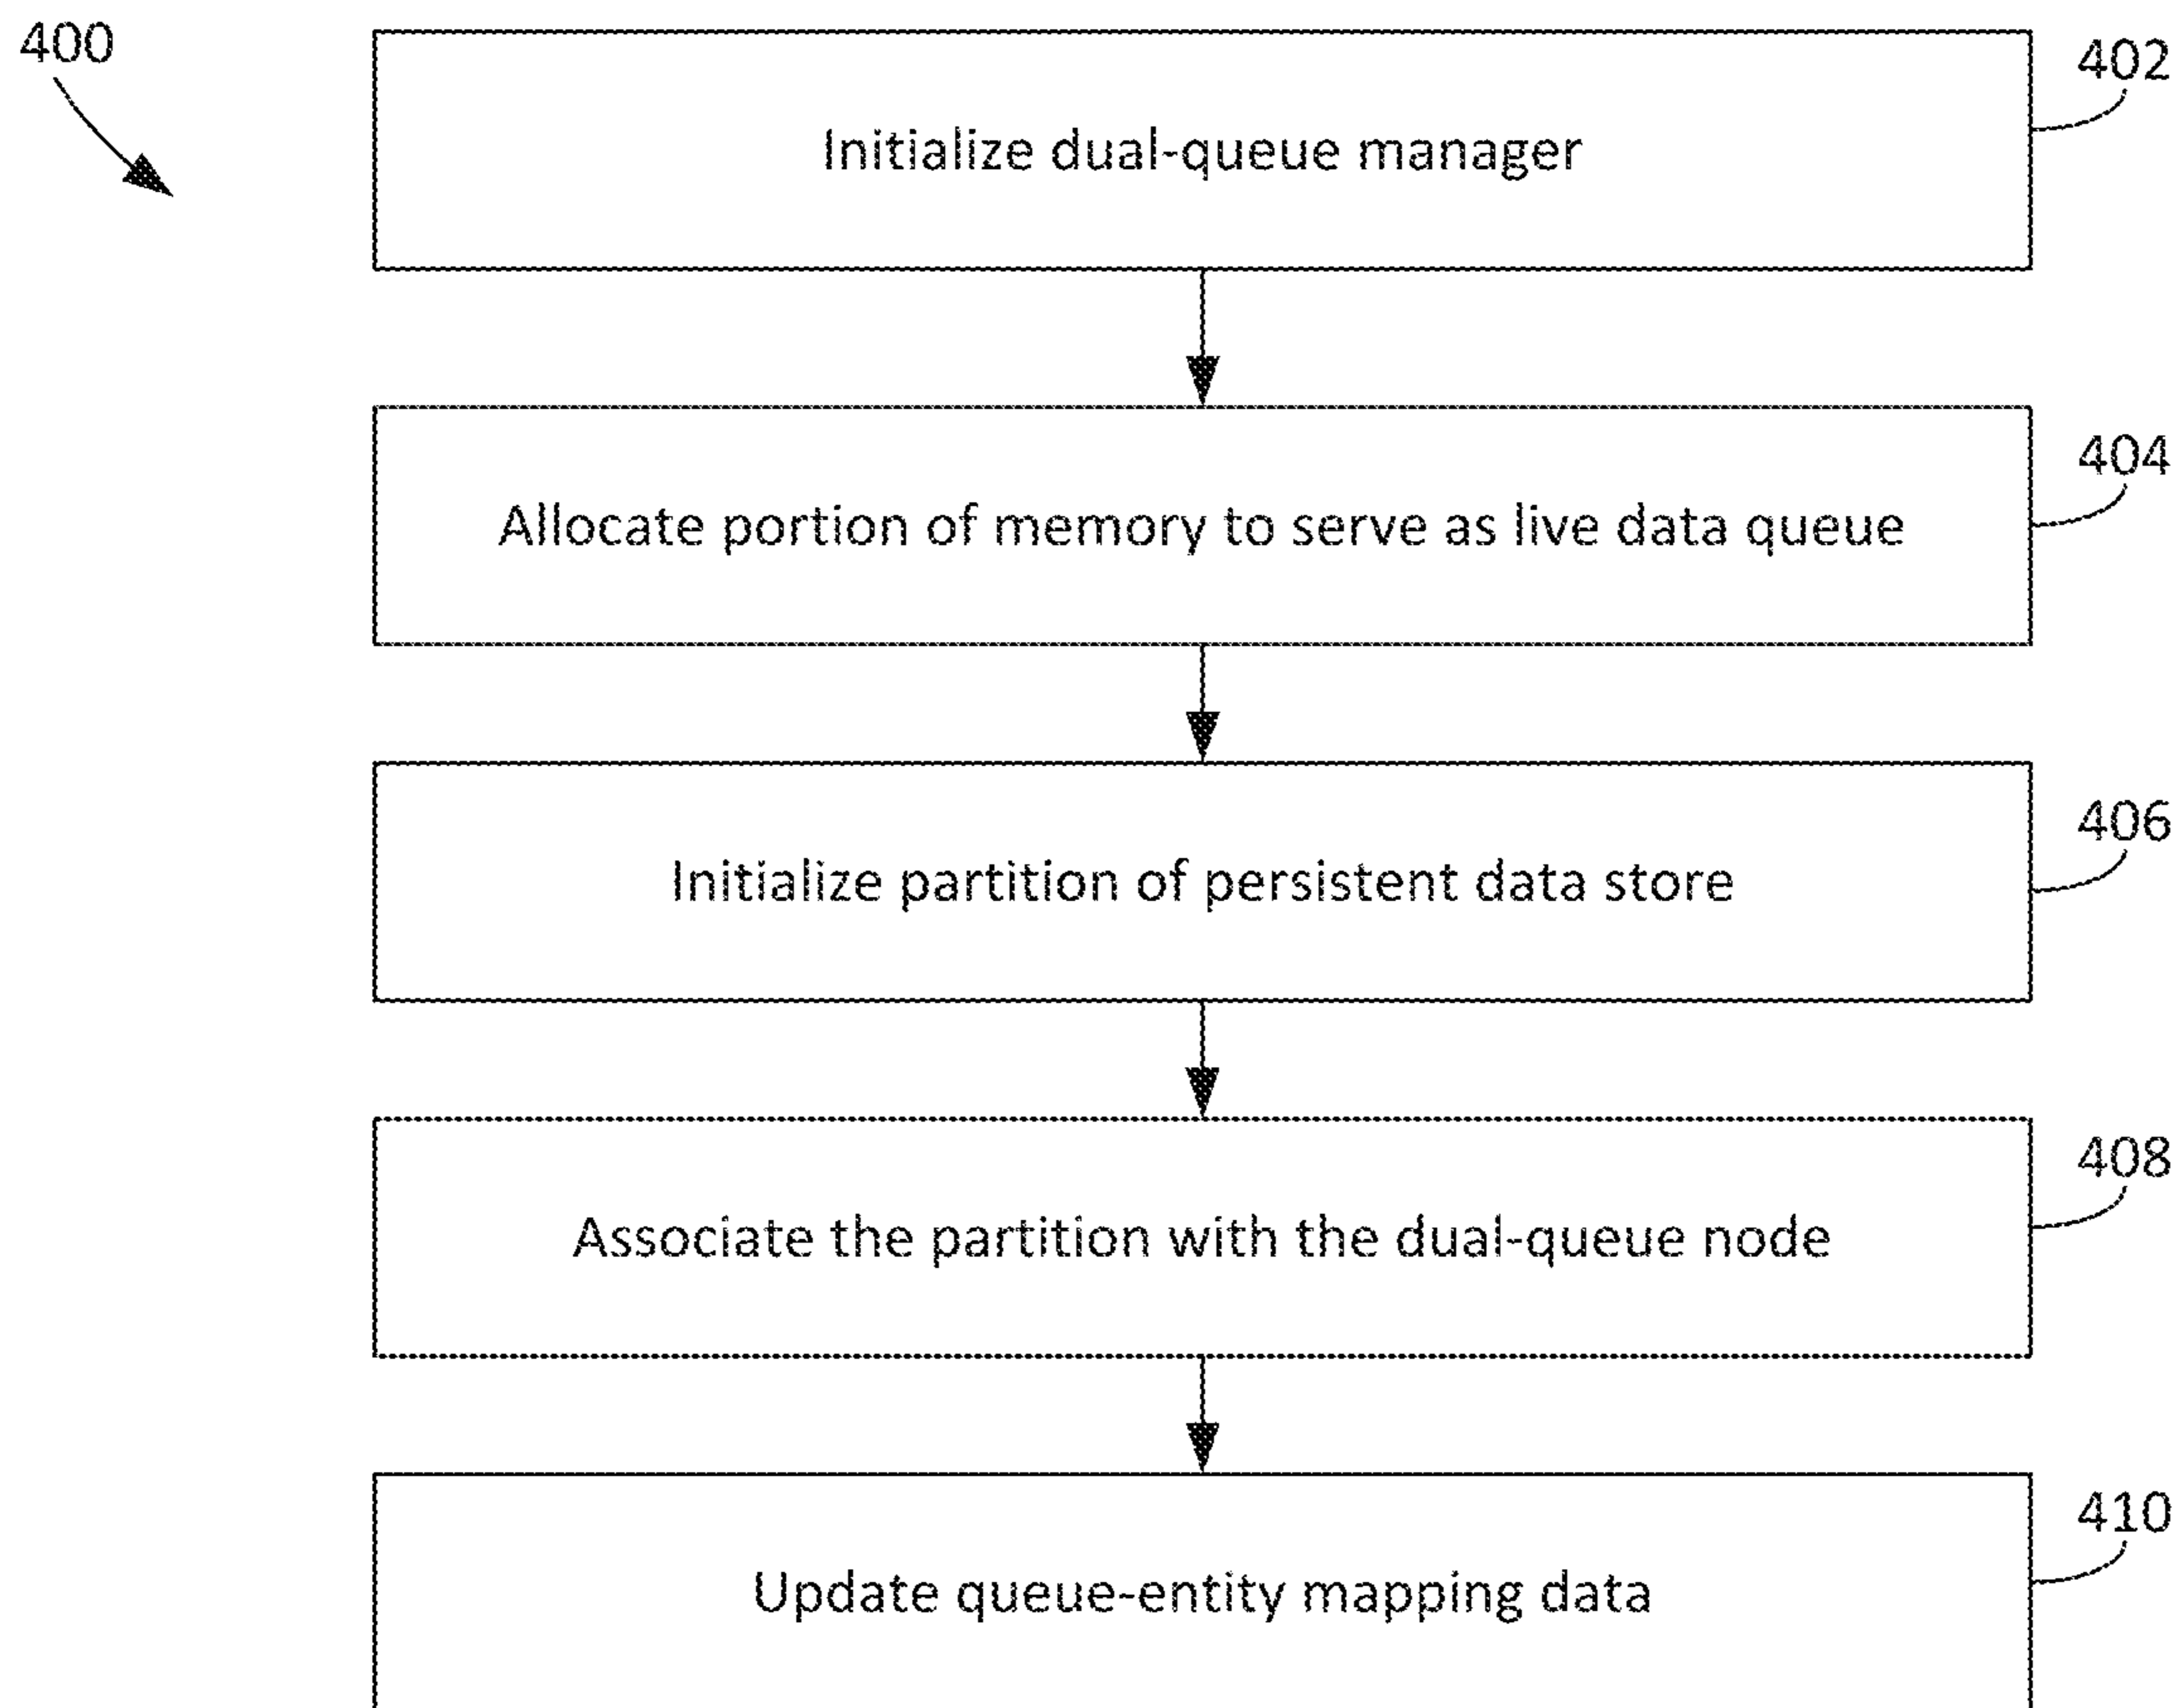 400
402
Initialize dual-queue manager
404
Allocate portion of memory to serve as live data queue
406
Initialize partition of persistent data store
408
Associate the partition with the dual-queue node
410
Update queue-entity mapping data